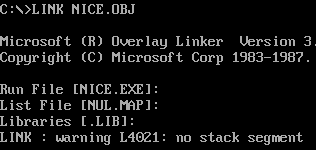 C:\>LINK NICE.OBJ
Microsoft (R) Overlay Linker  Version 3.
Copyright (C) Microsoft Corp 1983-1987.
Run File [NICE.EXE]:
List File [NUL.MAP]:
Libraries [.LIB]:
LINK : warning L4021: no stack segment